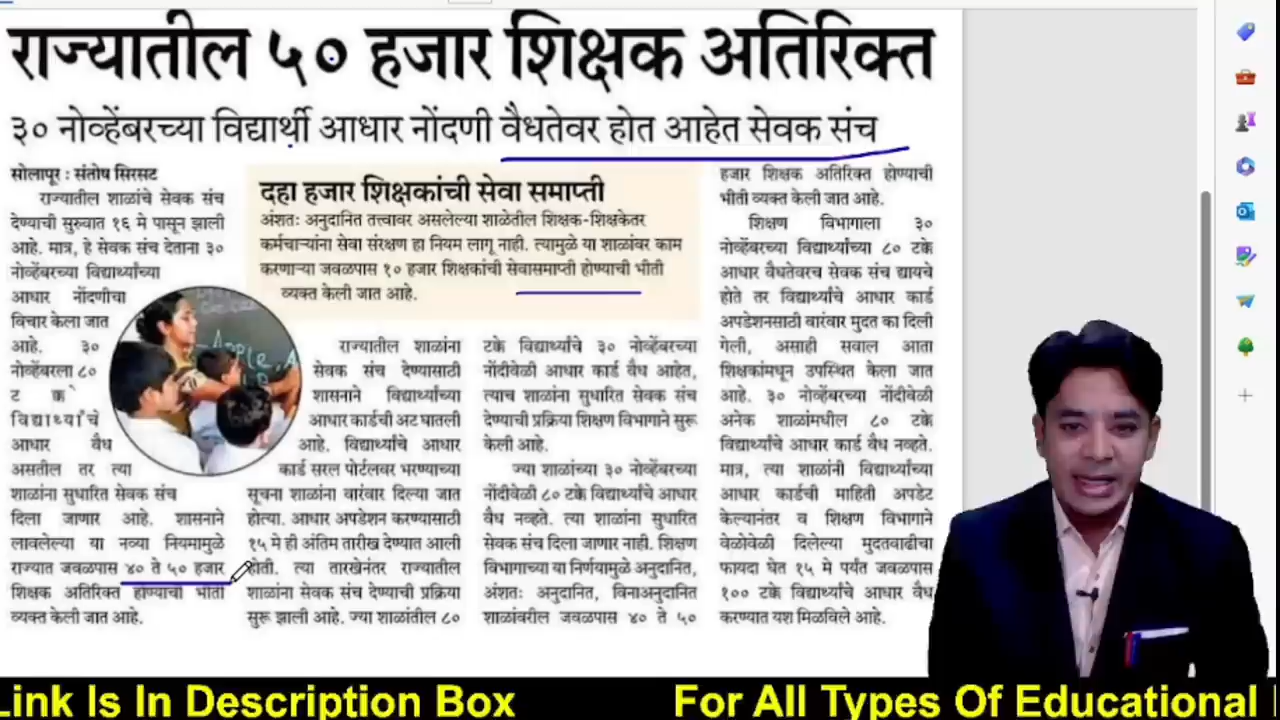 राज्यातील ५० हजार शिक्षक अतिरिक्त
३० नोव्हेंबरच्या विद्यार्थी आधार नोंदणी वैधतेवर होत आहेत सेवक संच
सोलापूर : संतोष सिरसट
राज्यातील शाळांचे सेवक संच
देण्याची सुरुवात १६ मे पासून झाली
आहे. मात्र, हे सेवक संच देताना ३०
नोव्हेंबरच्या विद्यार्थ्यांच्या
आधार नोंदणीचा
विचार केला जात
आहे. ३०
नोव्हेंबरला ८०
ट क्के
विद्यार्थ्यांचे
आधार वैध
असतील तर त्या
शाळांना सुधारित सेवक संच
दिला जाणार आहे. शासनाने
लावलेल्या या नव्या नियमामुळे
राज्यात जवळपास ४० ते ५० हजार
शिक्षक अतिरिक्त होण्याची भीती
व्यक्त केली जात आहे.
दहा हजार शिक्षकांची सेवा समाप्ती
अंशतः अनुदानित तत्त्वावर असलेल्या शाळेतील शिक्षक-शिक्षकेतर
कर्मचाऱ्यांना सेवा संरक्षण हा नियम लागू नाही. त्यामुळे या शाळांवर काम
करणाऱ्या जवळपास १० हजार शिक्षकांची सेवासमाप्ती होण्याची भीती
व्यक्त केली जात आहे.
राज्यातील शाळांना
सेवक संच देण्यासाठी
शासनाने विद्यार्थ्यांच्या
आधार कार्डची अट घातली
आहे. विद्यार्थ्यांचे आधार
कार्ड सरल पोर्टलवर भरण्याच्या
सूचना शाळांना वारंवार दिल्या जात
होत्या. आधार अपडेशन करण्यासाठी
१५ मे ही अंतिम तारीख देण्यात आली
होती. त्या तारखेनंतर राज्यातील
शाळांना सेवक संच देण्याची प्रक्रिया
सुरू झाली आहे. ज्या शाळांतील ८०
टक्के विद्यार्थ्यांचे ३० नोव्हेंबरच्या
नोंदीवेळी आधार कार्ड वैध आहेत,
त्याच शाळांना सुधारित सेवक संच
देण्याची प्रक्रिया शिक्षण विभागाने सुरू
केली आहे.
ज्या शाळांच्या ३० नोव्हेंबरच्या
नोंदीवेळी ८० टक्के विद्यार्थ्यांचे आधार
वैध नव्हते. त्या शाळांना सुधारित
सेवक संच दिला जाणार नाही. शिक्षण
विभागाच्या या निर्णयामुळे अनुदानित,
अंशतः अनुदानित, विनाअनुदानित
शाळांवरील जवळपास ४० ते ५०
हजार शिक्षक अतिरिक्त होण्याची
भीती व्यक्त केली जात आहे.
शिक्षण विभागाला ३०
नोव्हेंबरच्या विद्यार्थ्यांच्या ८० टक्के
आधार वैधतेवरच सेवक संच द्यायचे
होते तर विद्यार्थ्यांचे आधार कार्ड
अपडेशनसाठी वारंवार मुदत का दिली
गेली, असाही सवाल आता
शिक्षकांमधून उपस्थित केला जात
आहे. ३० नोव्हेंबरच्या नोंदीवेळी
अनेक शाळांमधील ८० टक्के
विद्यार्थ्यांचे आधार कार्ड वैध नव्हते.
मात्र, त्या शाळांनी विद्यार्थ्यांच्या
आधार कार्डची माहिती अपडेट
केल्यानंतर व शिक्षण विभागाने
वेळोवेळी दिलेल्या मुदतवाढीचा
फायदा घेत १५ मे पर्यंत जवळपास
१०० टक्के विद्यार्थ्यांचे आधार वैध
करण्यात यश मिळविले आहे.
Apple
Link Is In Description Box For All Types Of Educational